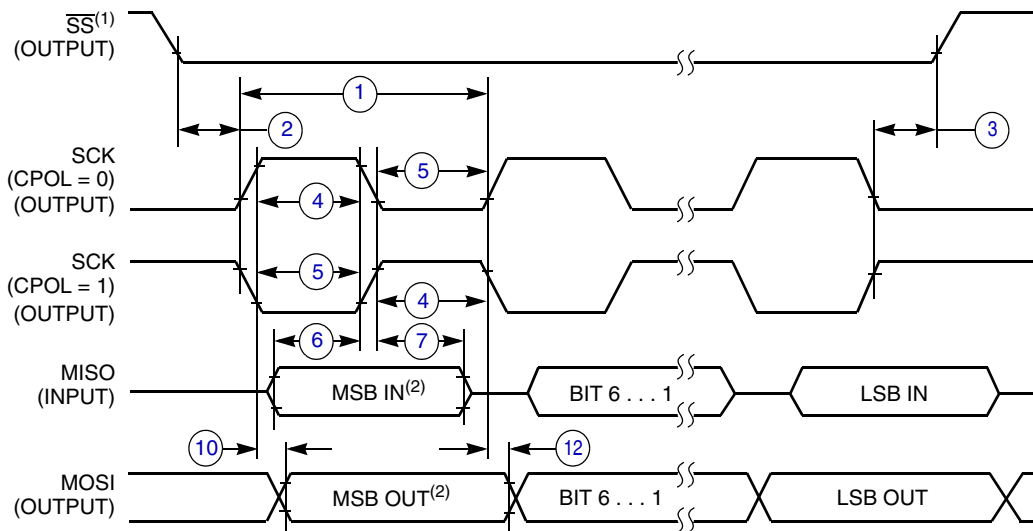 SS(1)
(OUTPUT)
1
2
3
SCK
(CPOL = 0)
(OUTPUT)
5
4
SCK
(CPOL = 1)
(OUTPUT)
5
4
6
7
MISO
(INPUT)
MSB IN(2)
BIT 6 . . . 1
LSB IN
10
12
MOSI
(OUTPUT)
MSB OUT(2)
BIT 6 . . . 1
LSB OUT